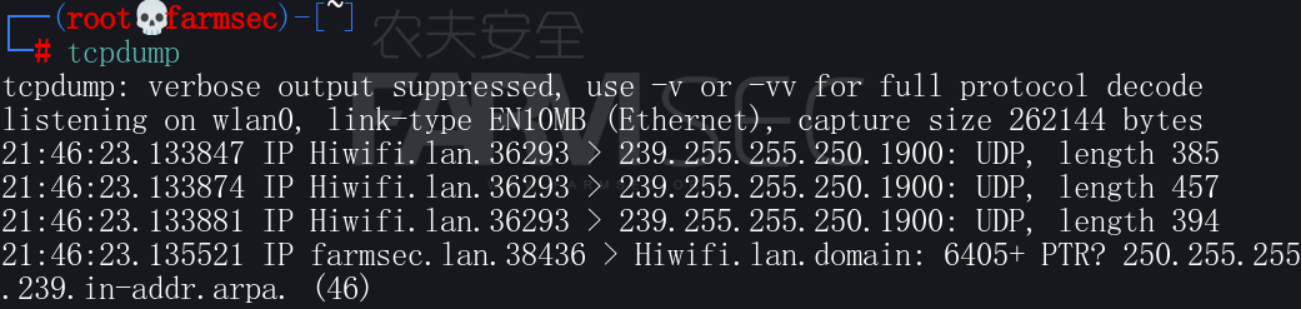 ┌──(root💀farmsec)-[~]
└─# tcpdump
农夫安全
FARMSEC
tcpdump: verbose output suppressed, use -v or -vv for full protocol decode
listening on wlan0, link-type EN10MB (Ethernet), capture size 262144 bytes
21:46:23.133847 IP Hiwifi.lan.36293 > 239.255.255.250.1900: UDP, length 385
21:46:23.133874 IP Hiwifi.lan.36293 > 239.255.255.250.1900: UDP, length 457
21:46:23.133881 IP Hiwifi.lan.36293 > 239.255.255.250.1900: UDP, length 394
21:46:23.135521 IP farmsec.lan.38436 > Hiwifi.lan.domain: 6405+ PTR? 250.255.255
.239.in-addr.arpa. (46)